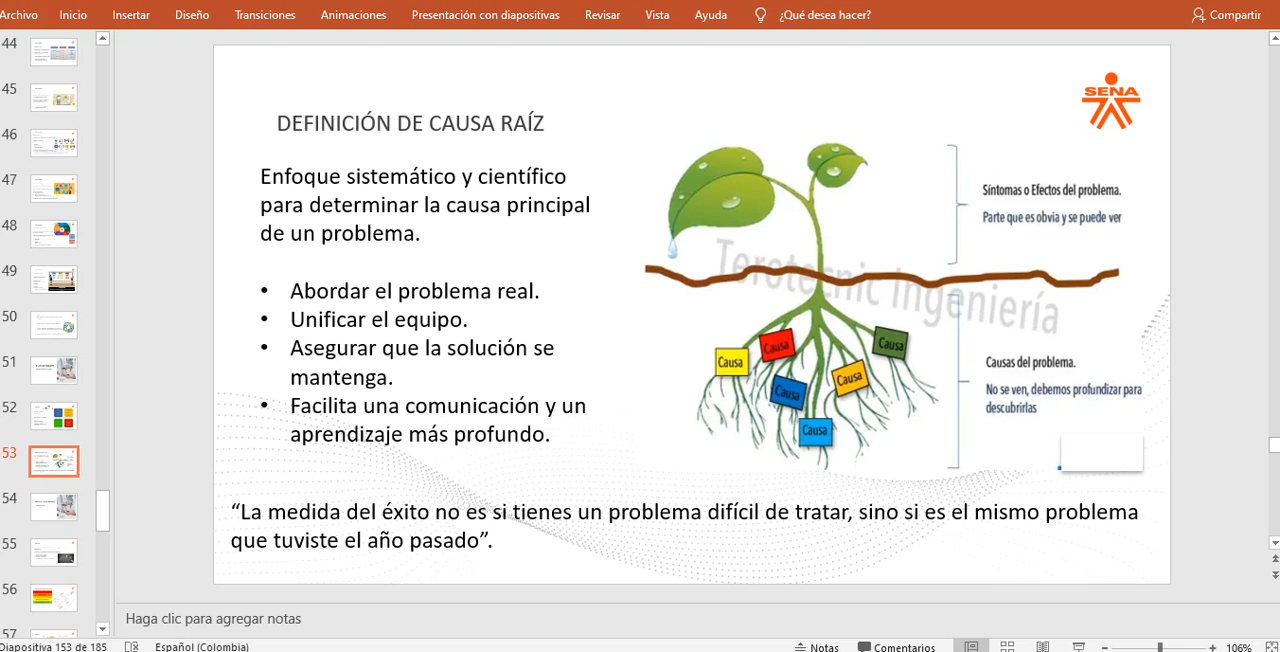 Archivo Inicio Insertar Diseño Transiciones Animaciones Presentación con diapositivas Revisar Vista Ayuda ¿Qué desea hacer? Compartir
44
45
46
47
48
49
50
51
52
53
54
55
56
57
SENA
DEFINICIÓN DE CAUSA RAÍZ
Enfoque sistemático y científico
para determinar la causa principal
de un problema.
• Abordar el problema real.
• Unificar el equipo.
• Asegurar que la solución se
mantenga.
• Facilita una comunicación y un
aprendizaje más profundo.
Síntomas o Efectos del problema.
Parte que es obvia y se puede ver
Terotecnic Ingeniería
Causa
Causa
Causa
Causa
Causa
Causa
Causas del problema.
No se ven, debemos profundizar para
descubrirlas
“La medida del éxito no es si tienes un problema difícil de tratar, sino si es el mismo problema
que tuviste el año pasado”.
Haga clic para agregar notas
Diapositiva 153 de 185 Español (Colombia) Notas Comentarios 106%